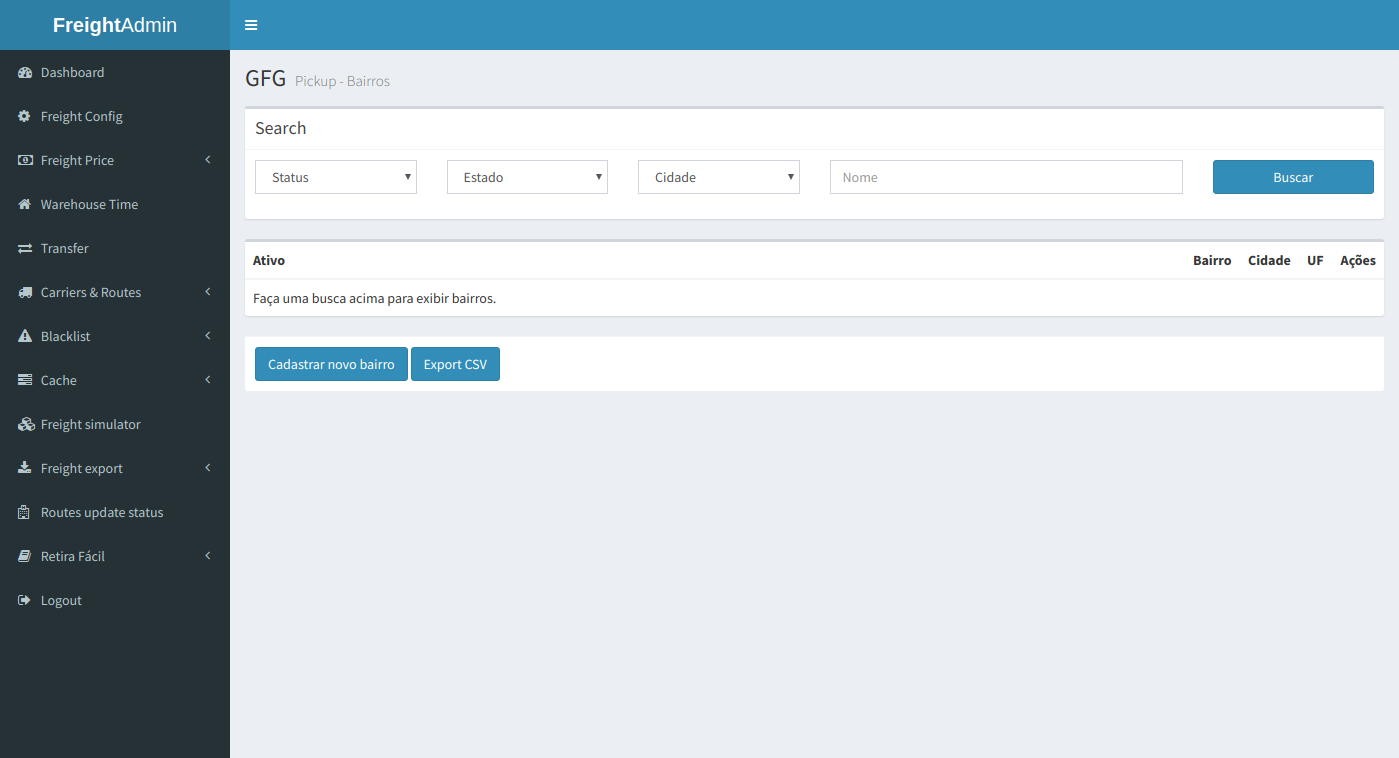 FreightAdmin
Dashboard
Freight Config
Freight Price
Warehouse Time
Transfer
Carriers & Routes
Blacklist
Cache
Freight simulator
Freight export
Routes update status
Retira Fácil
Logout
GFG Pickup - Bairros
Search
Status Estado Cidade Nome Buscar
Ativo Bairro Cidade UF Ações
Faça uma busca acima para exibir bairros.
Cadastrar novo bairro Export CSV